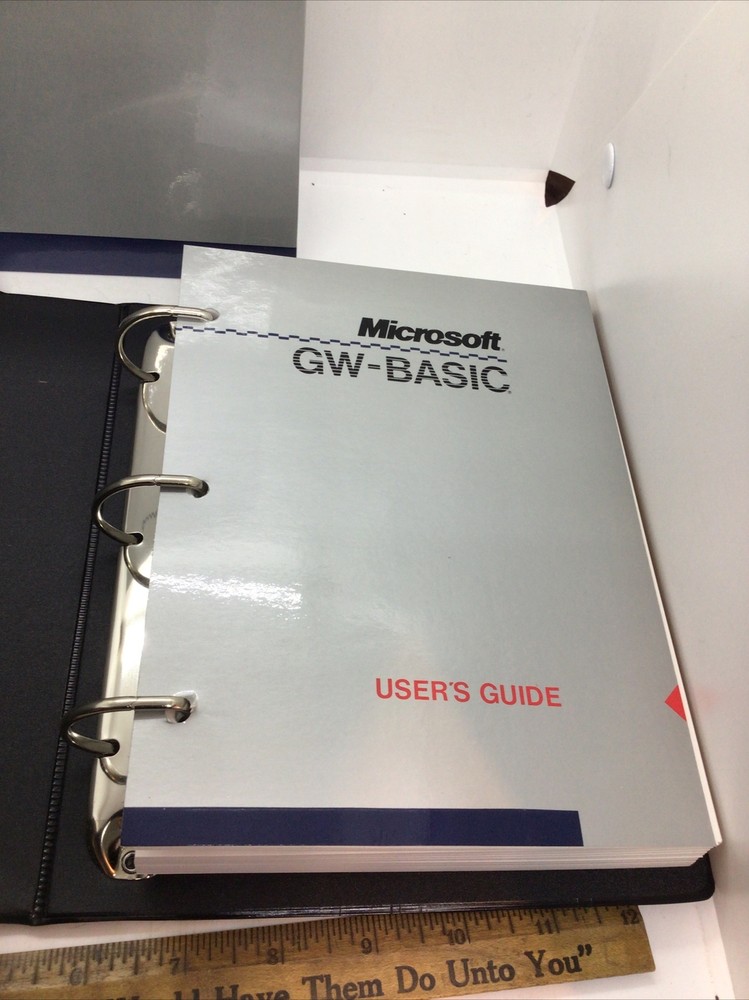 Microsoft
GW-BASIC
USER'S GUIDE
6 7 8 9 10 11 12
Have Them Do Unto You”